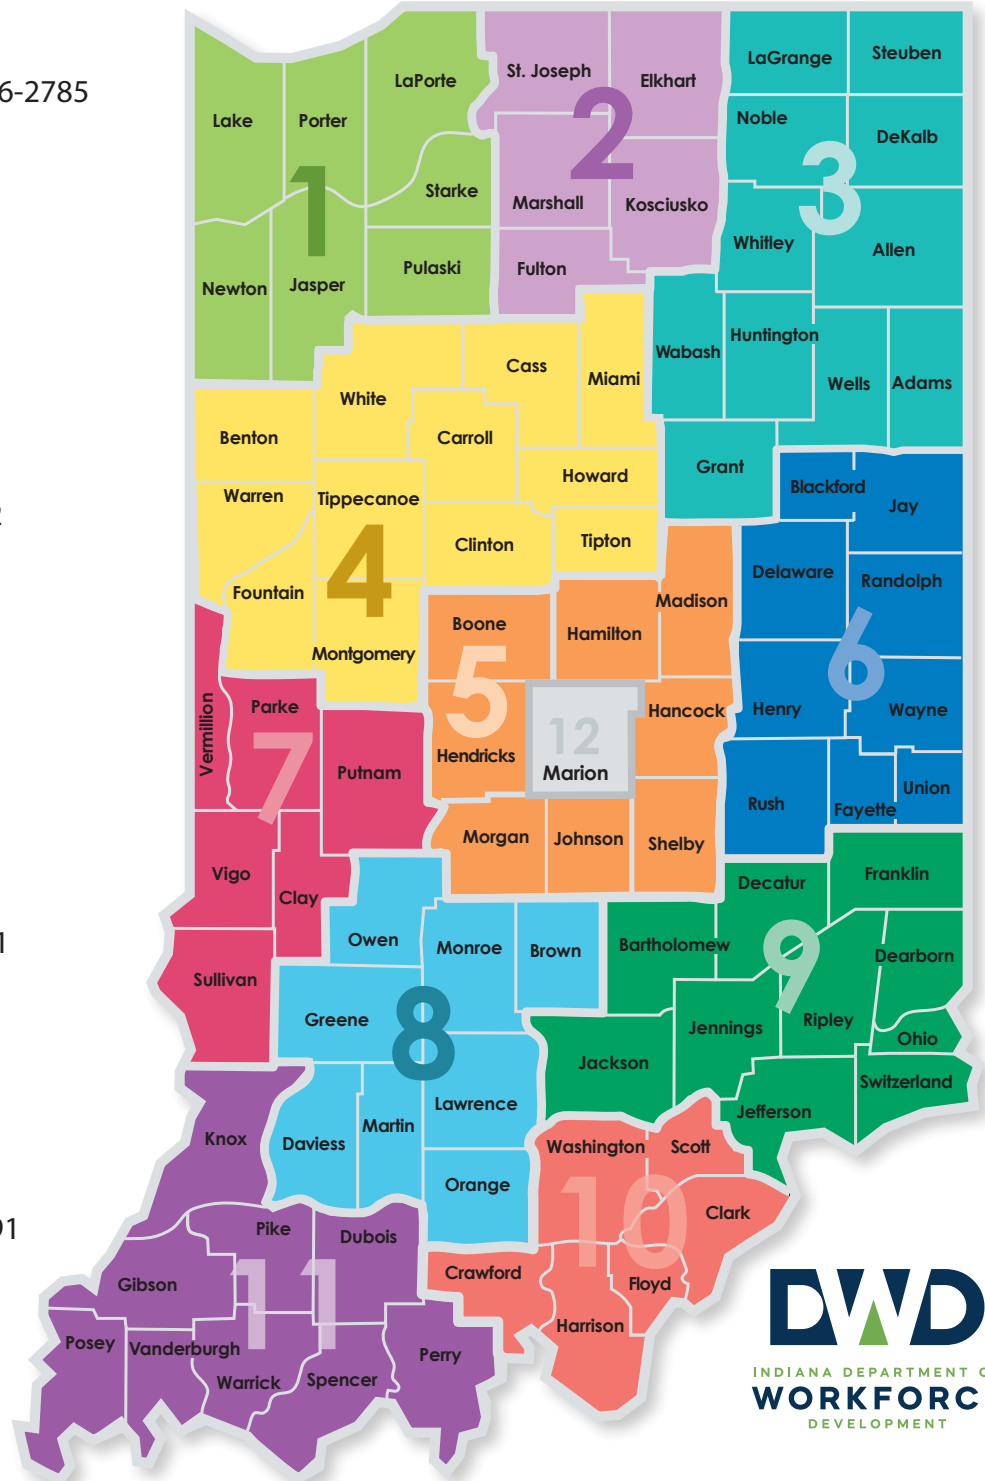 6-2785
2
1
91
LaPorte
St. Joseph
Elkhart
LaGrange
Steuben
Lake
Porter
2
Noble
DeKalb
1
Starke
3
Marshall
Kosciusko
Newton
Jasper
Pulaski
Fulton
Whitley
Allen
Wabash
Huntington
Wells
Adams
White
Cass
Miami
Benton
Carroll
Grant
Warren
Tippecanoe
Howard
Blackford
Jay
4
Clinton
Tipton
Delaware
Randolph
Fountain
Madison
Montgomery
Boone
Hamilton
6
5
Vermillion
Parke
Hancock
Henry
Wayne
7
Putnam
Hendricks
12
Marion
Rush
Fayette
Union
Morgan
Johnson
Shelby
Vigo
Clay
Decatur
Franklin
Owen
Monroe
Brown
Bartholomew
9
Dearborn
Sullivan
Greene
8
Jennings
Ripley
Ohio
Jackson
Switzerland
Lawrence
Jefferson
Knox
Daviess
Martin
Washington
Scott
Orange
10
Clark
Pike
Dubois
Crawford
Floyd
Gibson
11
Harrison
Posey
Vanderburgh
Perry
Warrick
Spencer
DWD
INDIANA DEPARTMENT O
WORKFORC
DEVELOPMENT